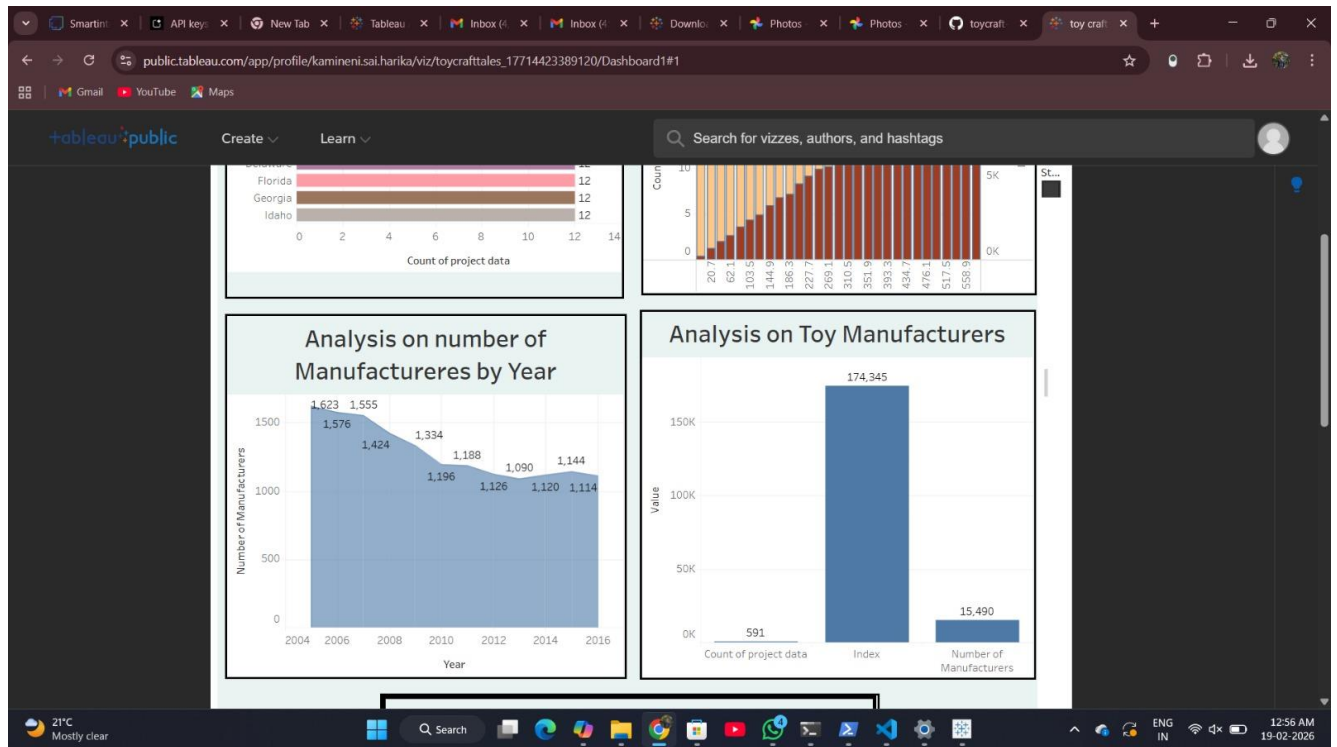 Smartint
API keys
New Tab
Tableau
Inbox (4
Inbox (4
Downlo
Photos
Photos
toycraft
toy craft
public.tableau.com/app/profile/kamineni.sai.harika/viz/toycrafttales_17714423389120/Dashboard1#1
Gmail YouTube Maps
+ableau public Create Learn Search for vizzes, authors, and hashtags
Delaware 12
Florida 12
Georgia 12
Idaho 12
0 2 4 6 8 10 12 14
Count of project data
Coun
10
5
0
5K
0K
20.7 62.1 103.5 144.9 186.3 227.7 269.1 310.5 351.9 393.3 434.7 476.1 517.5 558.9
St...
Analysis on number of
Manufactureres by Year
1,623 1,555
1,576
1,424
1,334
1,188
1,196
1,126
1,090
1,144
1,120 1,114
1500
1000
500
0
Number of Manufacturers
2004 2006 2008 2010 2012 2014 2016
Year
Analysis on Toy Manufacturers
174,345
15,490
591
150K
100K
50K
0K
Value
Count of project data Index Number of
Manufacturers
21°C
Mostly clear
Search
4
ENG
IN
12:56 AM
19-02-2026